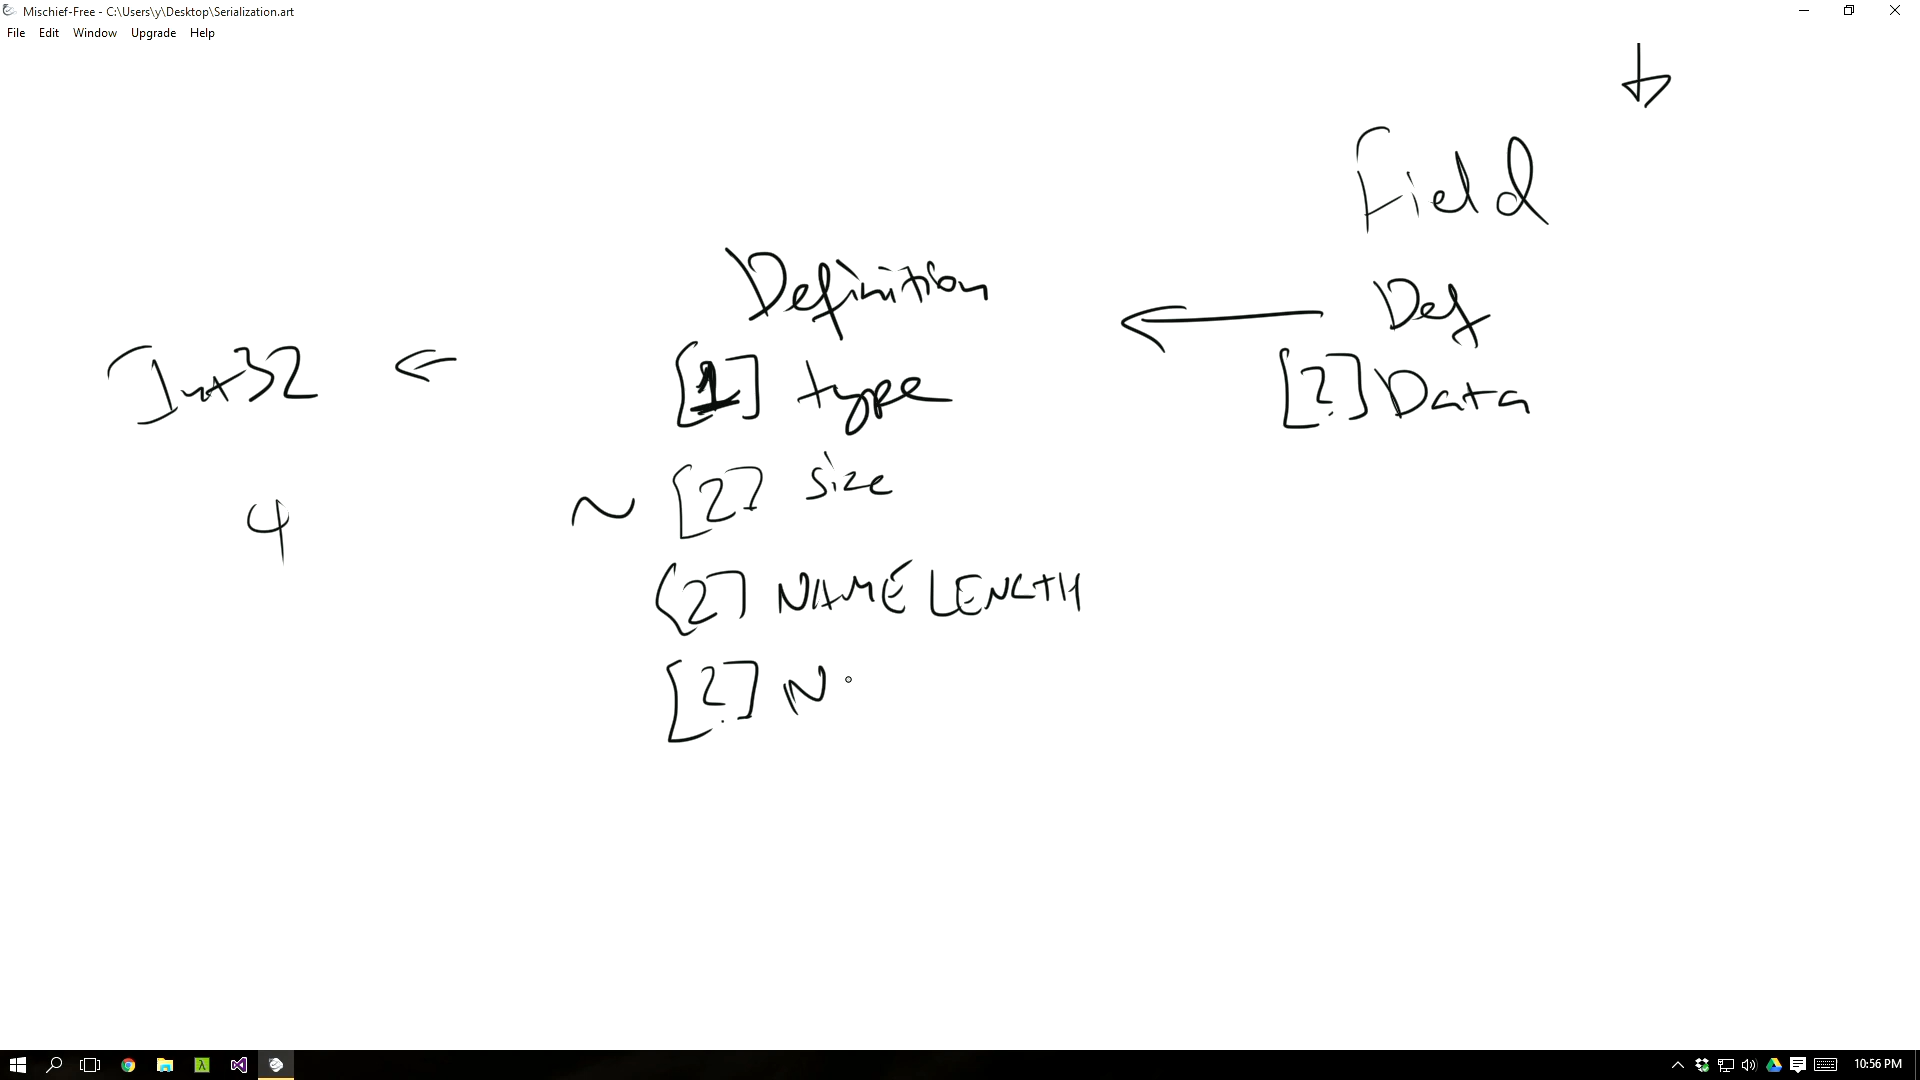 Mischief-Free - C:\Users\y\Desktop\Serialization.art
File Edit Window Upgrade Help
Field
Definition
Def
Int32
[1] type
[?] Data
4
~ [2] size
[2] NAME LENGTH
[?] N
10:56 PM